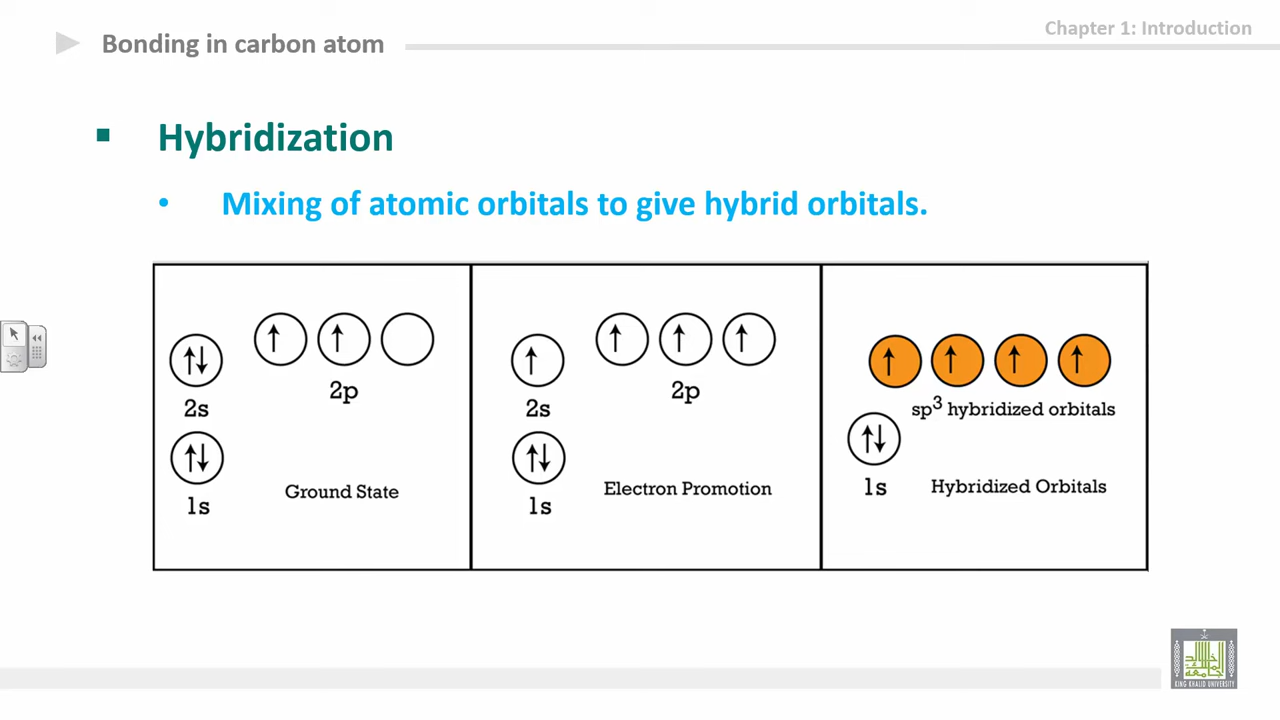 Chapter 1: Introduction
Bonding in carbon atom
Hybridization
Mixing of atomic orbitals to give hybrid orbitals.
2s
2p
1s
Ground State
2s
2p
1s
Electron Promotion
sp³ hybridized orbitals
1s
Hybridized Orbitals
KING KHALID UNIVERSITY